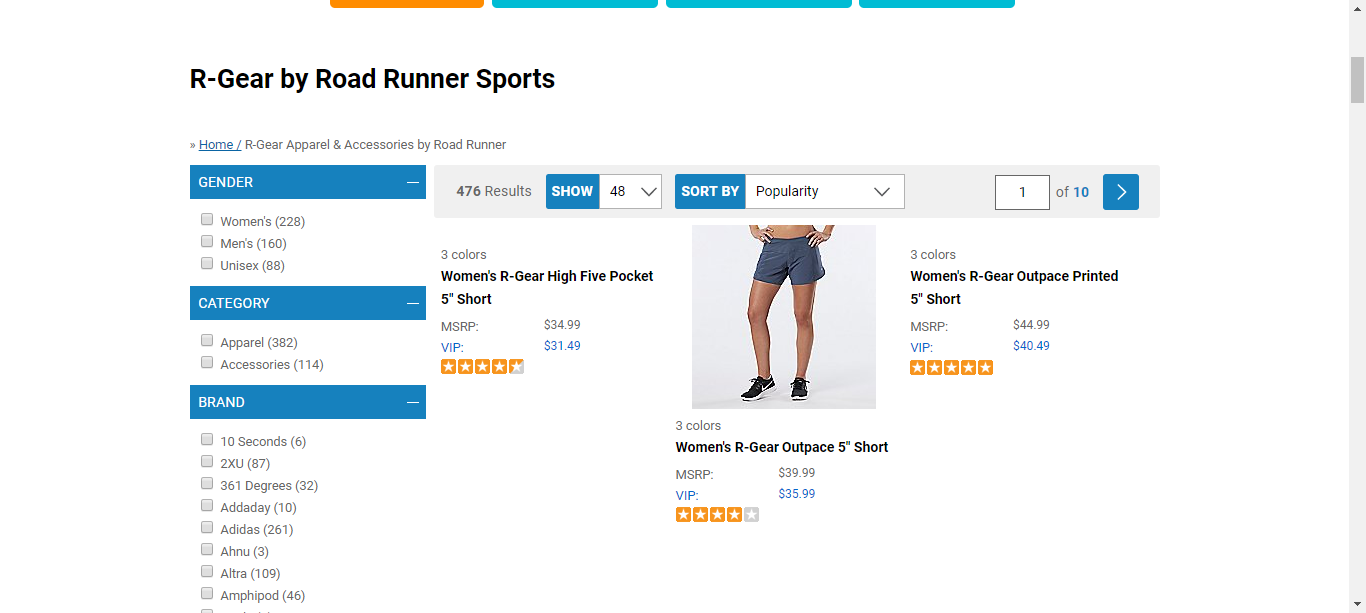 R-Gear by Road Runner Sports
» Home / R-Gear Apparel & Accessories by Road Runner
GENDER
Women's (228)
Men's (160)
Unisex (88)
CATEGORY
Apparel (382)
Accessories (114)
BRAND
10 Seconds (6)
2XU (87)
361 Degrees (32)
Addaday (10)
Adidas (261)
Ahnu (3)
Altra (109)
Amphipod (46)
476 Results SHOW 48 SORT BY Popularity 1 of 10
3 colors
Women's R-Gear High Five Pocket
5" Short
MSRP: $34.99
VIP: $31.49
3 colors
Women's R-Gear Outpace 5" Short
MSRP: $39.99
VIP: $35.99
3 colors
Women's R-Gear Outpace Printed
5" Short
MSRP: $44.99
VIP: $40.49